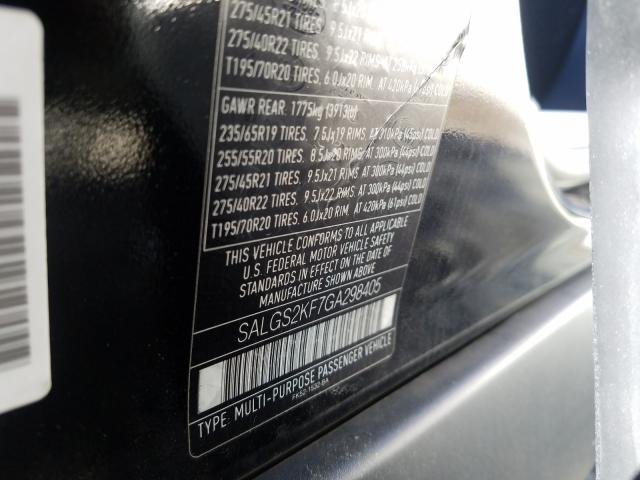 275/45R21 TIRES. 9.5Jx21
275/40R22 TIRES. 9.5Jx22 RIMS AT
T195/70R20 TIRES. 6.0Jx20 RIM. AT 420kPa
GAWR REAR: 1775kg (3913lb)
235/65R19 TIRES. 7.5Jx19 RIMS AT 310kPa (45psi) COLD
255/55R20 TIRES. 8.5Jx20 RIMS. AT 300kPa (44psi) COLD
275/45R21 TIRES. 9.5Jx21 RIMS. AT 300kPa (44psi) COLD
275/40R22 TIRES. 9.5Jx22 RIMS. AT 300kPa (44psi) COLD
T195/70R20 TIRES. 6.0Jx20 RIM. AT 420kPa (61psi) COLD
THIS VEHICLE CONFORMS TO ALL APPLICABLE
U.S. FEDERAL MOTOR VEHICLE SAFETY
STANDARDS IN EFFECT ON THE DATE OF
MANUFACTURE SHOWN ABOVE
SALGS2KF7GA298405
TYPE: MULTI-PURPOSE PASSENGER VEHICLE